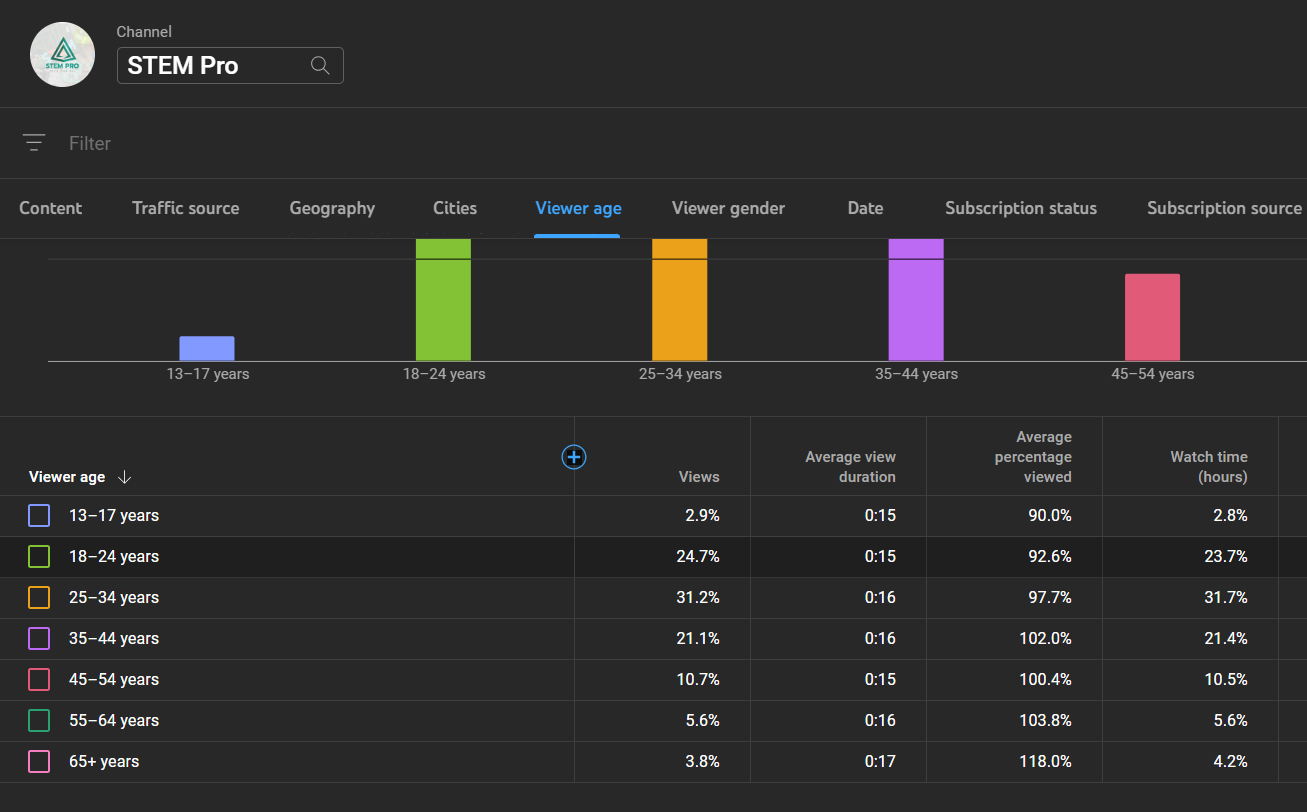 Channel
STEM PRO
STEM Pro
Filter
Content Traffic source Geography Cities Viewer age Viewer gender Date Subscription status Subscription source
13–17 years 18–24 years 25–34 years 35–44 years 45–54 years
Viewer age Views Average view duration Average percentage viewed Watch time (hours)
13–17 years 2.9% 0:15 90.0% 2.8%
18–24 years 24.7% 0:15 92.6% 23.7%
25–34 years 31.2% 0:16 97.7% 31.7%
35–44 years 21.1% 0:16 102.0% 21.4%
45–54 years 10.7% 0:15 100.4% 10.5%
55–64 years 5.6% 0:16 103.8% 5.6%
65+ years 3.8% 0:17 118.0% 4.2%